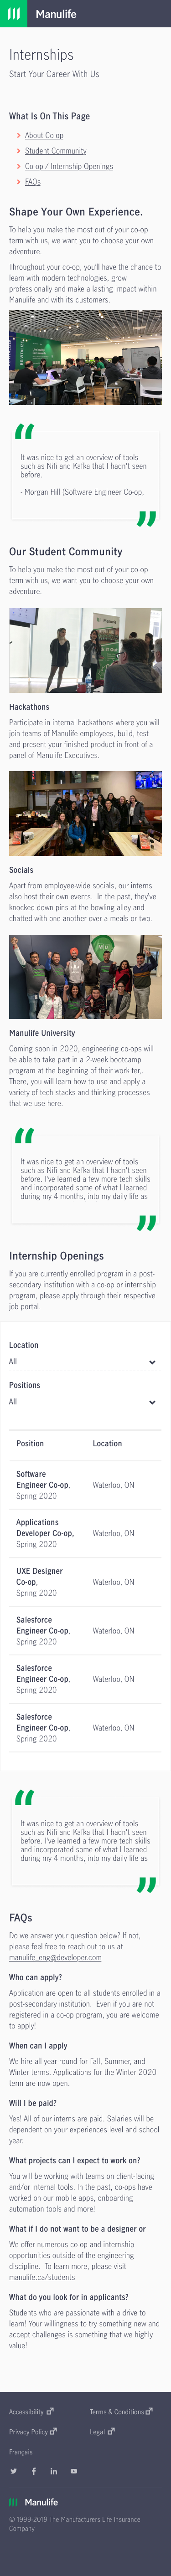 Manulife
Internships
Start Your Career With Us
What Is On This Page
About Co-op
Student Community
Co-op / Internship Openings
FAQs
Shape Your Own Experience.
To help you make the most out of your co-op
term with us, we want you to choose your own
adventure.
Throughout your co-op, you'll have the chance to
learn with modern technologies, grow
professionally and make a lasting impact within
Manulife and with its customers.
“
It was nice to get an overview of tools
such as Nifi and Kafka that I hadn't seen
before.
- Morgan Hill (Software Engineer Co-op,
”
Our Student Community
To help you make the most out of your co-op
term with us, we want you to choose your own
adventure.
Hackathons
Participate in internal hackathons where you will
join teams of Manulife employees, build, test
and present your finished product in front of a
panel of Manulife Executives.
Socials
Apart from employee-wide socials, our interns
also host their own events. In the past, they've
knocked down pins at the bowling alley and
chatted with one another over a meals or two.
Manulife University
Coming soon in 2020, engineering co-ops will
be able to take part in a 2-week bootcamp
program at the beginning of their work ter,.
There, you will learn how to use and apply a
variety of tech stacks and thinking processes
that we use here.
“
It was nice to get an overview of tools
such as Nifi and Kafka that I hadn't seen
before. I've learned a few more tech skills
and incorporated some of what I learned
during my 4 months, into my daily life as
”
Internship Openings
If you are currently enrolled program in a post-
secondary institution with a co-op or internship
program, please apply through their respective
job portal.
Location
All
Positions
All
Position Location
Software
Engineer Co-op,
Spring 2020
Waterloo, ON
Applications
Developer Co-op,
Spring 2020
Waterloo, ON
UXE Designer
Co-op,
Spring 2020
Waterloo, ON
Salesforce
Engineer Co-op,
Spring 2020
Waterloo, ON
Salesforce
Engineer Co-op,
Spring 2020
Waterloo, ON
Salesforce
Engineer Co-op,
Spring 2020
Waterloo, ON
“
It was nice to get an overview of tools
such as Nifi and Kafka that I hadn't seen
before. I've learned a few more tech skills
and incorporated some of what I learned
during my 4 months, into my daily life as
”
FAQs
Do we answer your question below? If not,
please feel free to reach out to us at
manulife_eng@developer.com
Who can apply?
Application are open to all students enrolled in a
post-secondary institution. Even if you are not
registered in a co-op program, you are welcome
to apply!
When can I apply
We hire all year-round for Fall, Summer, and
Winter terms. Applications for the Winter 2020
term are now open.
Will I be paid?
Yes! All of our interns are paid. Salaries will be
dependent on your experiences level and school
year.
What projects can I expect to work on?
You will be working with teams on client-facing
and/or internal tools. In the past, co-ops have
worked on our mobile apps, onboarding
automation tools and more!
What if I do not want to be a designer or
We offer numerous co-op and internship
opportunities outside of the engineering
discipline. To learn more, please visit
manulife.ca/students
What do you look for in applicants?
Students who are passionate with a drive to
learn! Your willingness to try something new and
accept challenges is something that we highly
value!
Accessibility Terms & Conditions
Privacy Policy Legal
Français
Manulife
© 1999-2019 The Manufacturers Life Insurance
Company